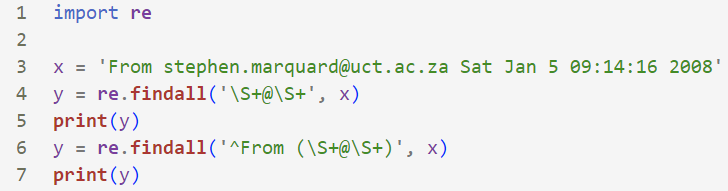 1 import re
2
3 x = 'From stephen.marquard@uct.ac.za Sat Jan 5 09:14:16 2008'
4 y = re.findall('\S+@\S+', x)
5 print(y)
6 y = re.findall('^From (\S+@\S+)', x)
7 print(y)